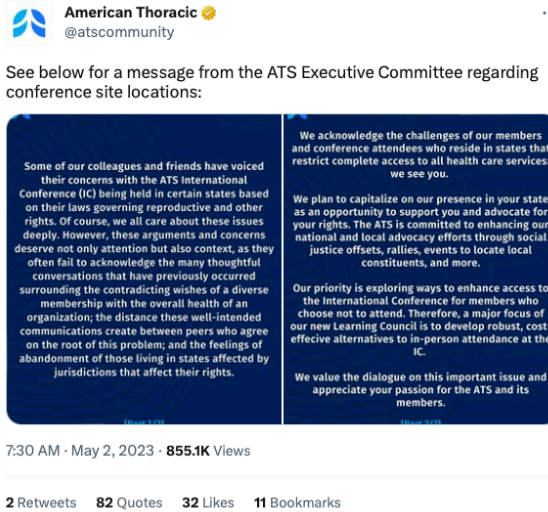 American Thoracic
@atscommunity
See below for a message from the ATS Executive Committee regarding
conference site locations:
Some of our colleagues and friends have voiced
their concerns with the ATS International
Conference (IC) being held in certain states based
on their laws governing reproductive and other
rights. Of course, we all care about these issues
deeply. However, these arguments and concerns
deserve not only attention but also context, as they
often fail to acknowledge the many thoughtful
conversations that have previously occurred
surrounding the contradicting wishes of a diverse
membership with the overall health of an
organization; the distance these well-intended
communications create between peers who agree
on the root of this problem; and the feelings of
abandonment of those living in states affected by
jurisdictions that affect their rights.
We acknowledge the challenges of our members
and conference attendees who reside in states that
restrict complete access to all health care services:
we see you.
We plan to capitalize on our presence in your state
as an opportunity to support you and advocate for
your rights. The ATS is committed to enhancing our
national and local advocacy efforts through social
justice offsets, rallies, events to locate local
constituents, and more.
Our priority is exploring ways to enhance access to
the International Conference for members who
choose not to attend. Therefore, a major focus of
our new Learning Council is to develop robust, cost-
effecive alternatives to in-person attendance at the
IC.
We value the dialogue on this important issue and
appreciate your passion for the ATS and its
members.
7:30 AM · May 2, 2023 · 855.1K Views
2 Retweets 82 Quotes 32 Likes 11 Bookmarks